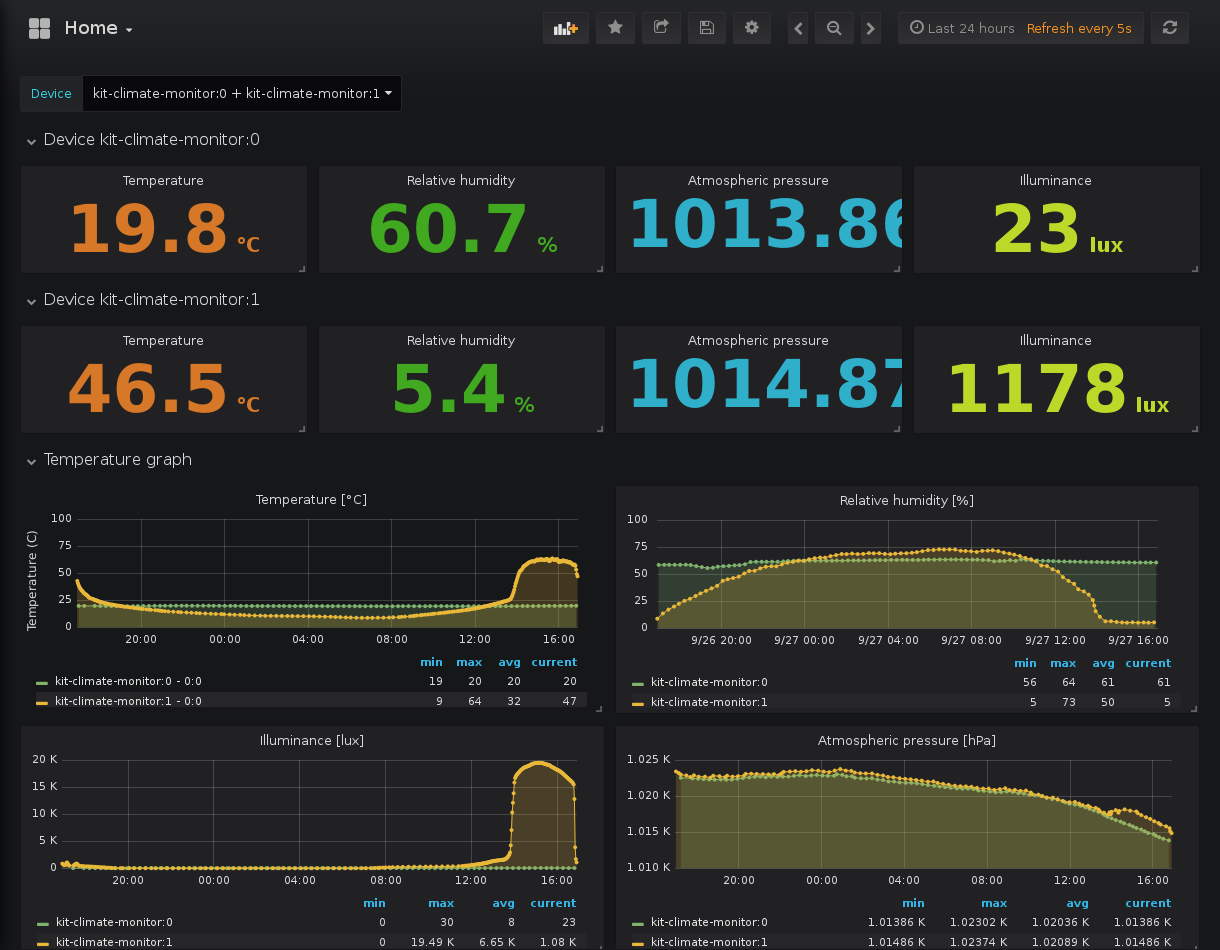 Home
Last 24 hours Refresh every 5s
Device kit-climate-monitor:0 + kit-climate-monitor:1
Device kit-climate-monitor:0
Temperature Relative humidity Atmospheric pressure Illuminance
19.8 °C 60.7 % 1013.86 23 lux
Device kit-climate-monitor:1
Temperature Relative humidity Atmospheric pressure Illuminance
46.5 °C 5.4 % 1014.87 1178 lux
Temperature graph
Temperature [°C]
Temperature (C)
100
75
50
25
0
20:00 00:00 04:00 08:00 12:00 16:00
min max avg current
kit-climate-monitor:0 - 0:0 19 20 20 20
kit-climate-monitor:1 - 0:0 9 64 32 47
Relative humidity [%]
100
75
50
25
0
9/26 20:00 9/27 00:00 9/27 04:00 9/27 08:00 9/27 12:00 9/27 16:00
min max avg current
kit-climate-monitor:0 56 64 61 61
kit-climate-monitor:1 5 73 50 5
Illuminance [lux]
20 K
15 K
10 K
5 K
0
20:00 00:00 04:00 08:00 12:00 16:00
min max avg current
kit-climate-monitor:0 0 30 8 23
kit-climate-monitor:1 0 19.49 K 6.65 K 1.08 K
Atmospheric pressure [hPa]
1.025 K
1.020 K
1.015 K
1.010 K
20:00 00:00 04:00 08:00 12:00 16:00
min max avg current
kit-climate-monitor:0 1.01386 K 1.02302 K 1.02036 K 1.01386 K
kit-climate-monitor:1 1.01486 K 1.02374 K 1.02089 K 1.01486 K